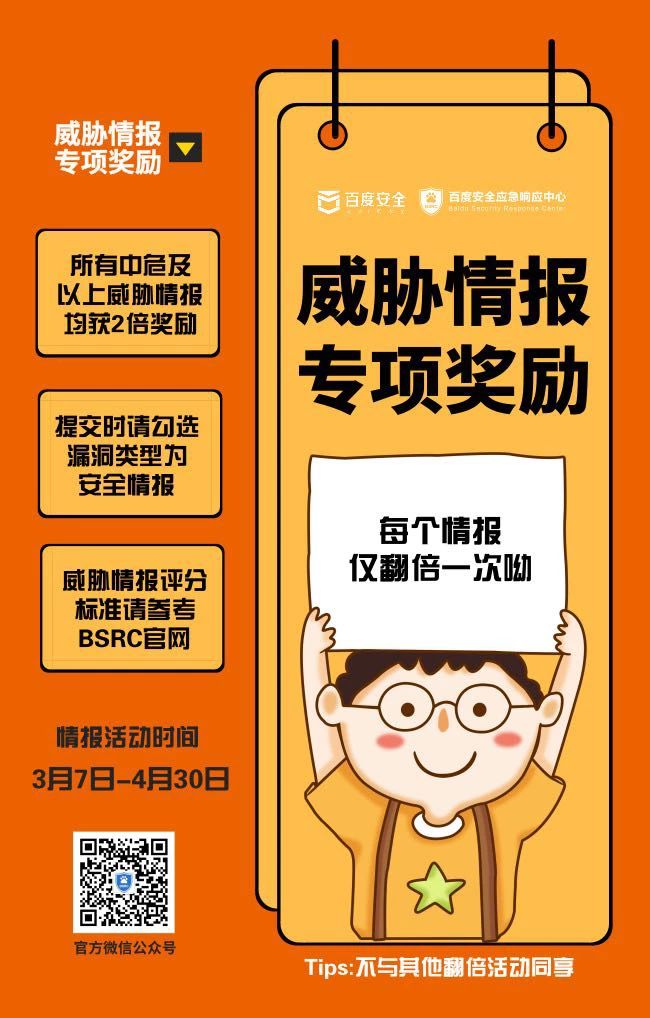 威胁情报
专项奖励
所有中危及
以上威胁情报
均获2倍奖励
提交时请勾选
漏洞类型为
安全情报
威胁情报评分
标准请参考
BSRC官网
情报活动时间
3月7日-4月30日
官方微信公众号
百度安全
百度安全应急响应中心
Baidu Security Response Center
威胁情报
专项奖励
每个情报
仅翻倍一次呦
Tips:不与其他翻倍活动同享